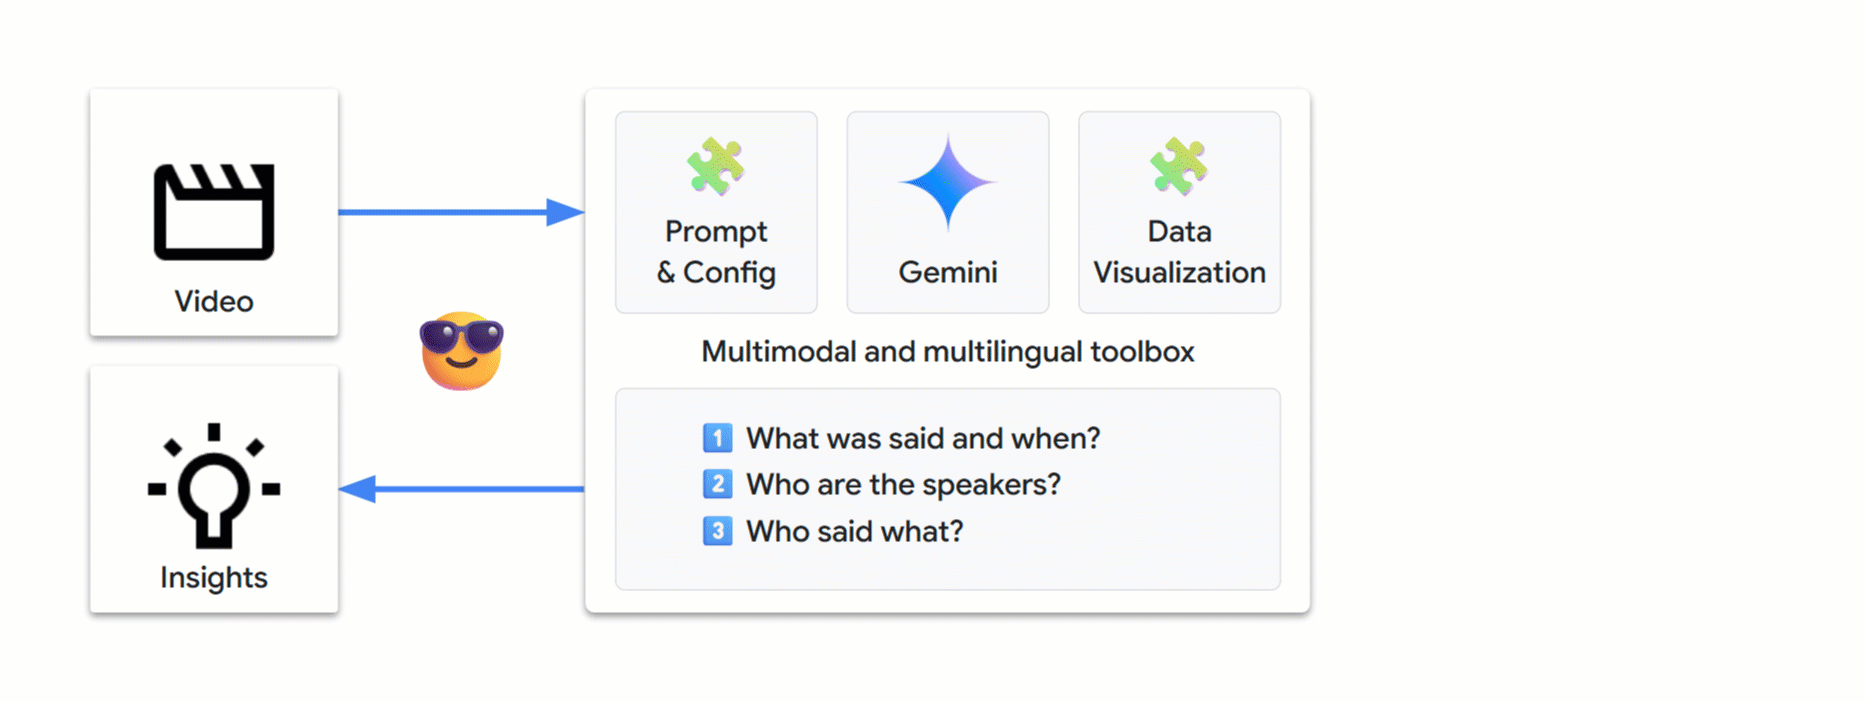 Video
Insights
Prompt
& Config
Gemini
Data
Visualization
Multimodal and multilingual toolbox
1 What was said and when?
2 Who are the speakers?
3 Who said what?